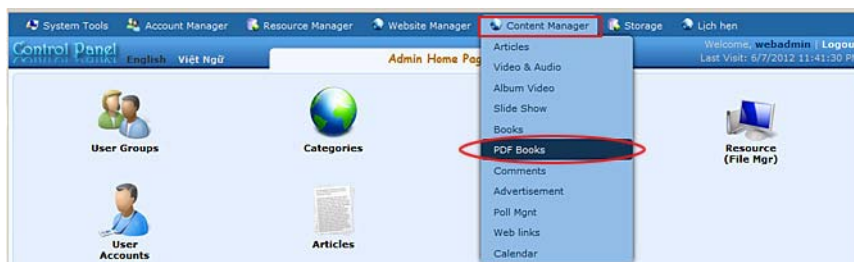 System Tools Account Manager Resource Manager Website Manager Content Manager Storage Lịch hẹn
Control Panel English Việt Ngữ Admin Home Pag Welcome, webadmin | Logou
Last Visit: 6/7/2012 11:41:30 PM
Articles
Video & Audio
Album Video
Slide Show
Books
PDF Books
Comments
Advertisement
Poll Mgnt
Web links
Calendar
User Groups
Categories
Resource
(File Mgr)
User
Accounts
Articles